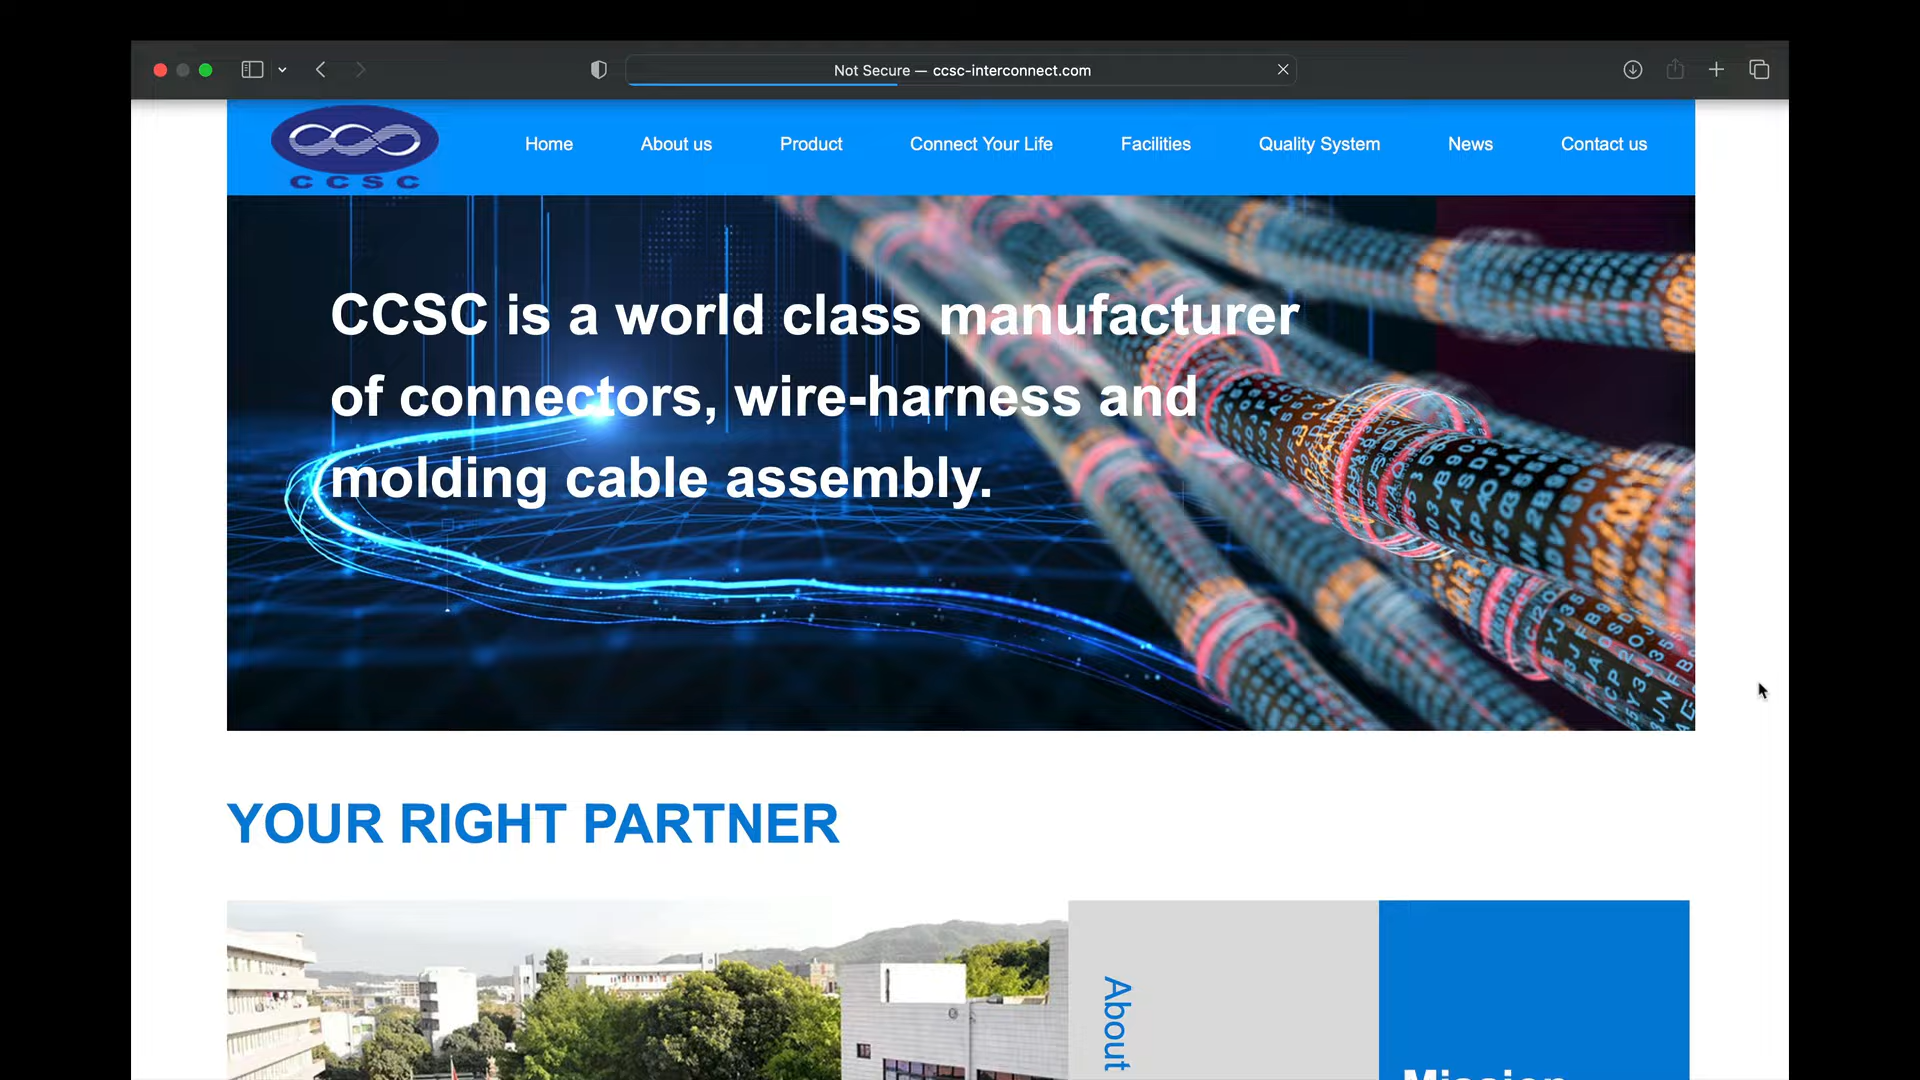 Not Secure — ccsc-interconnect.com
CCSC
Home About us Product Connect Your Life Facilities Quality System News Contact us
CCSC is a world class manufacturer
of connectors, wire-harness and
molding cable assembly.
YOUR RIGHT PARTNER
About
Mission